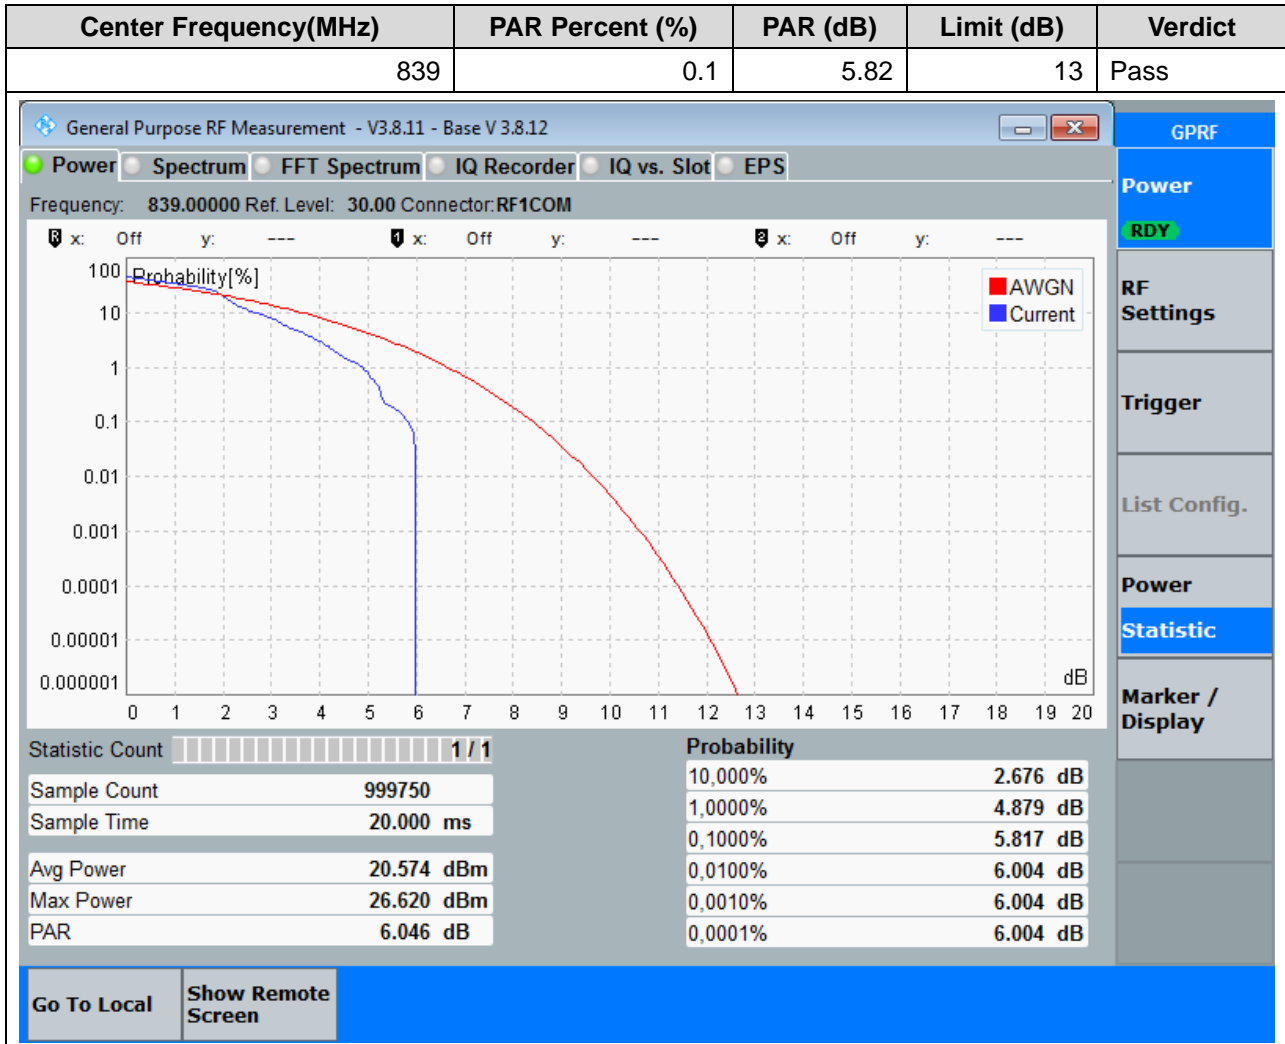 Center Frequency(MHz) PAR Percent (%) PAR (dB) Limit (dB) Verdict
839 0.1 5.82 13 Pass
General Purpose RF Measurement - V3.8.11 - Base V 3.8.12
GPRF
Power Spectrum FFT Spectrum IQ Recorder IQ vs. Slot EPS
Frequency: 839.00000 Ref. Level: 30.00 Connector:RF1COM
R x: Off y: --- 1 x: Off y: --- 2 x: Off y: ---
Probability[%]
100
10
1
0.1
0.01
0.001
0.0001
0.00001
0.000001
AWGN
Current
dB
0 1 2 3 4 5 6 7 8 9 10 11 12 13 14 15 16 17 18 19 20
Statistic Count 1 / 1
Sample Count 999750
Sample Time 20.000 ms
Avg Power 20.574 dBm
Max Power 26.620 dBm
PAR 6.046 dB
Probability
10,000% 2.676 dB
1,0000% 4.879 dB
0,1000% 5.817 dB
0,0100% 6.004 dB
0,0010% 6.004 dB
0,0001% 6.004 dB
Power
RDY
RF
Settings
Trigger
List Config.
Power
Statistic
Marker /
Display
Go To Local
Show Remote
Screen